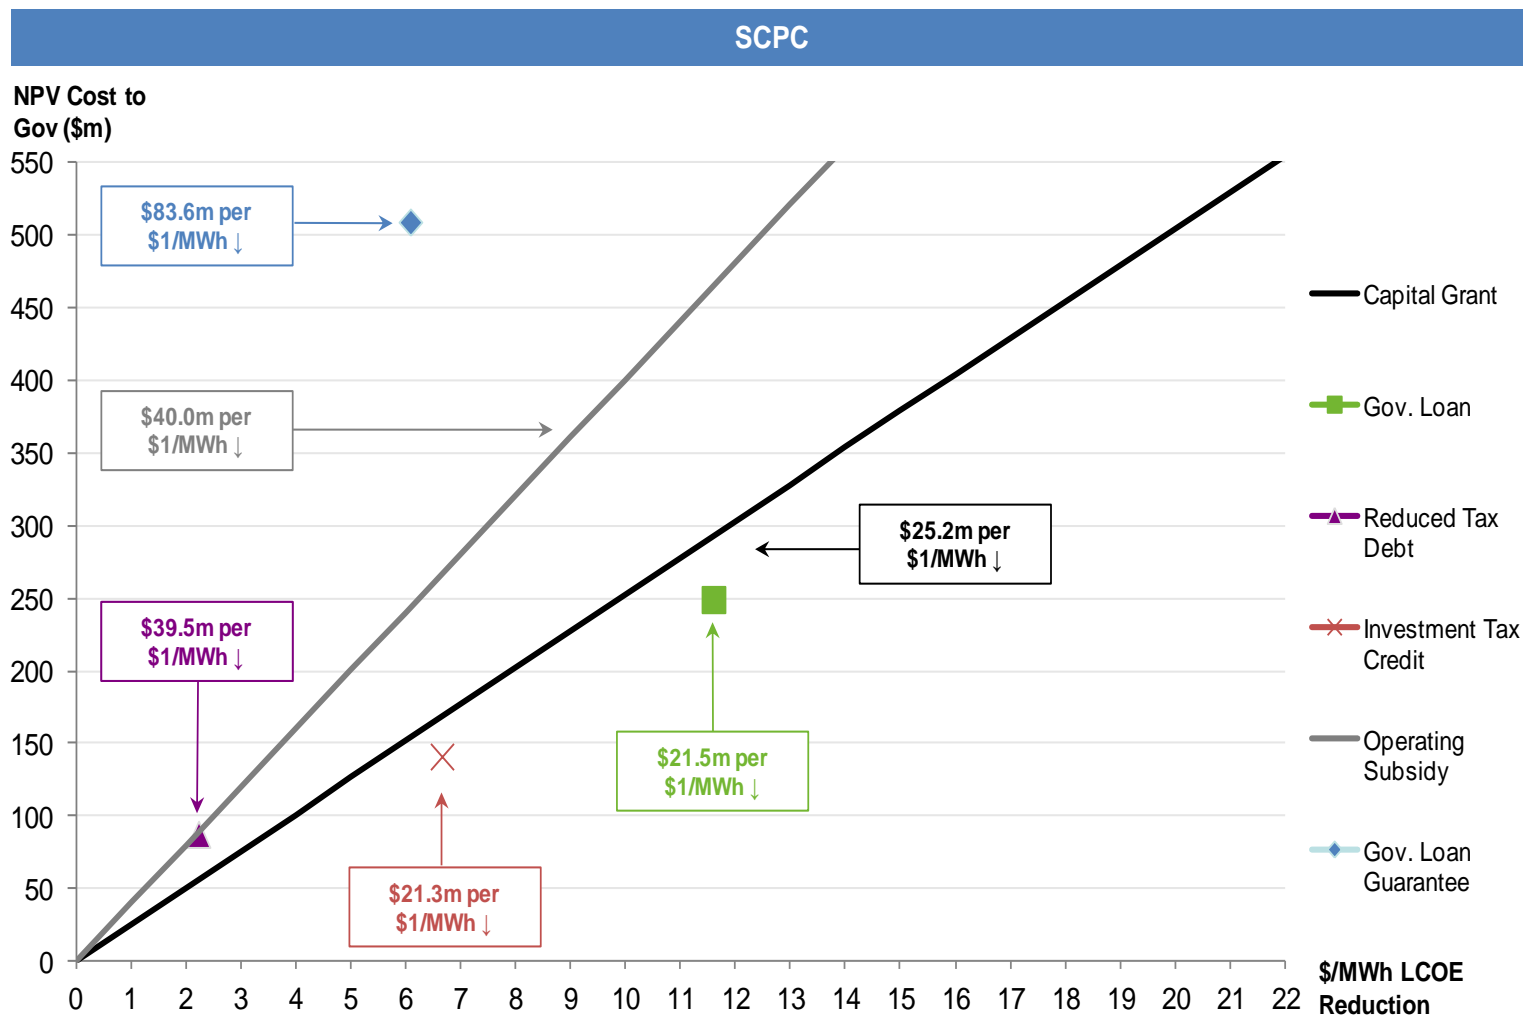 SCPC
NPV Cost to
Gov ($m)
550
500
450
400
350
300
250
200
150
100
50
0
$83.6m per
$1/MWh ↓
$40.0m per
$1/MWh ↓
$25.2m per
$1/MWh ↓
$39.5m per
$1/MWh ↓
$21.5m per
$1/MWh ↓
$21.3m per
$1/MWh ↓
Capital Grant
Gov. Loan
Reduced Tax
Debt
Investment Tax
Credit
Operating
Subsidy
Gov. Loan
Guarantee
0 1 2 3 4 5 6 7 8 9 10 11 12 13 14 15 16 17 18 19 20 21 22
$/MWh LCOE
Reduction